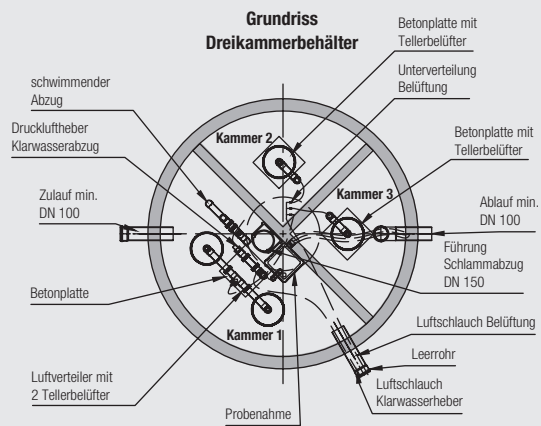 Grundriss
Dreikammerbehälter
Betonplatte mit
Tellerbelüfter
Unterverteilung
Belüftung
schwimmender
Abzug
Drucklufheber
Klarwasserabzug
Kammer 2
Betonplatte mit
Tellerbelüfter
Zulauf min.
DN 100
Kammer 3
Ablauf min.
DN 100
Führung
Schlammabzug
DN 150
Betonplatte
Kammer 1
Luftschlauch Belüftung
Leerrohr
Luftverteiler mit
2 Tellerbelüfter
Luftschlauch
Klarwasserheber
Probenahme